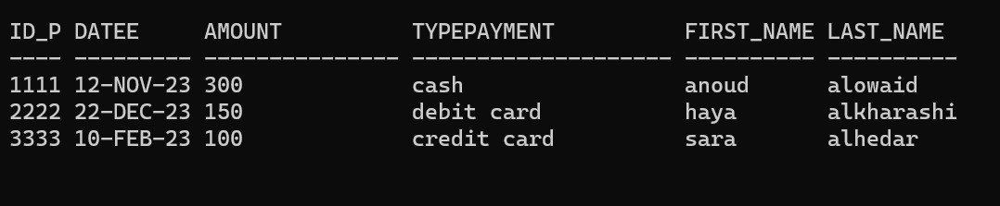 ID_P DATEE     AMOUNT          TYPEPAYMENT          FIRST_NAME LAST_NAME
---- --------- --------------- -------------------- ---------- ----------
1111 12-NOV-23 300             cash                 anoud      alowaid
2222 22-DEC-23 150             debit card           haya       alkharashi
3333 10-FEB-23 100             credit card          sara       alhedar